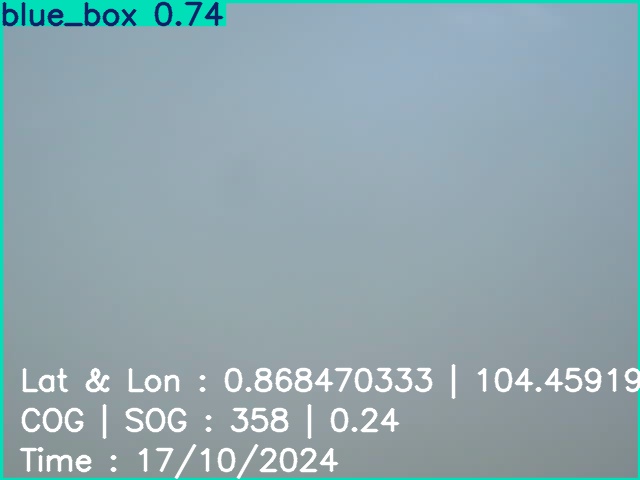 blue_box 0.74
Lat & Lon : 0.868470333 | 104.45919
COG | SOG : 358 | 0.24
Time : 17/10/2024